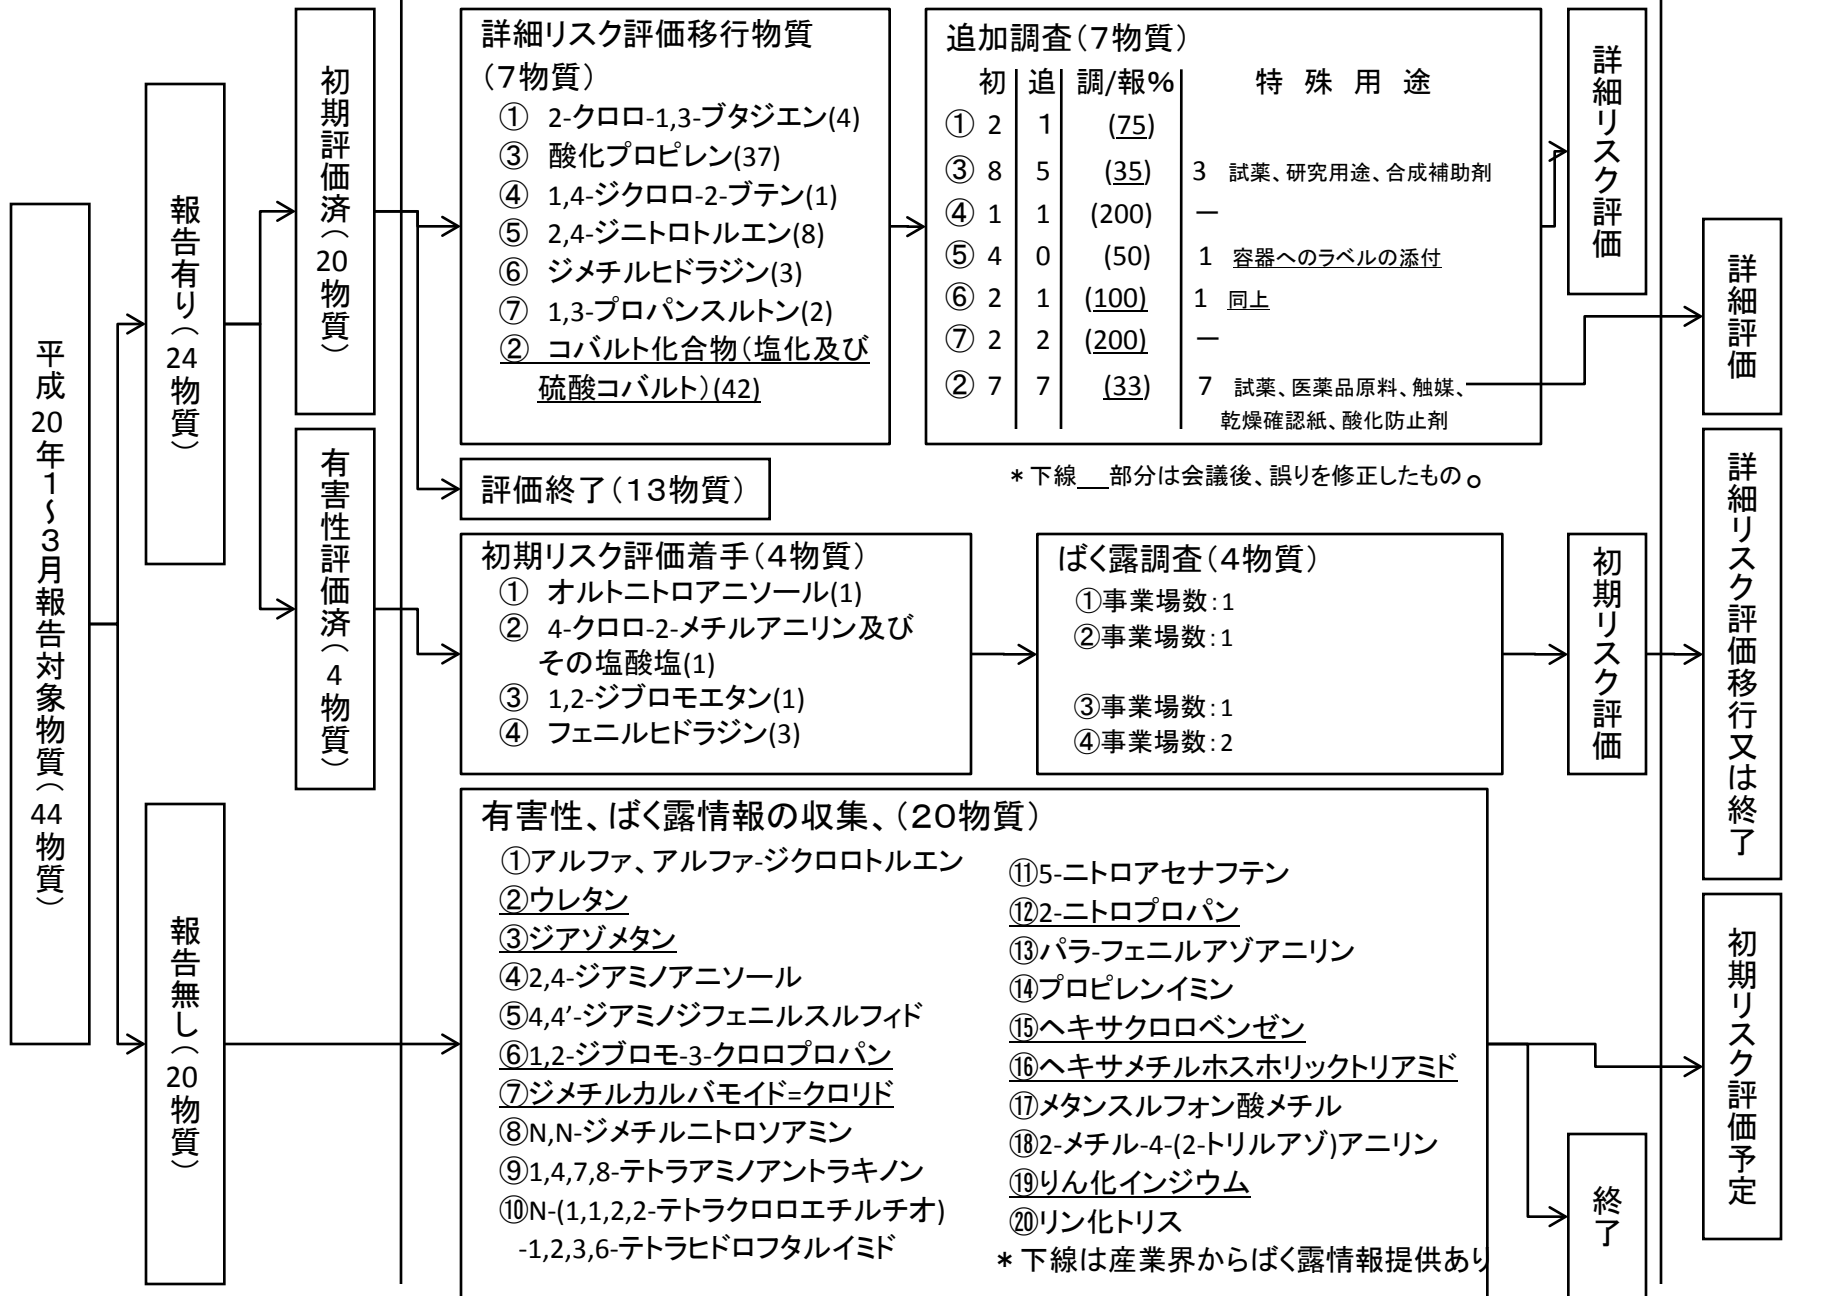 平成20年1~3月報告対象物質(44物質)
報告有り(24物質)
報告無し(20物質)
初期評価済(20物質)
有害性評価済(4物質)
詳細リスク評価移行物質
(7物質)
① 2-クロロ-1,3-ブタジエン(4)
③ 酸化プロピレン(37)
④ 1,4-ジクロロ-2-ブテン(1)
⑤ 2,4-ジニトロトルエン(8)
⑥ ジメチルヒドラジン(3)
⑦ 1,3-プロパンスルトン(2)
② コバルト化合物(塩化及び
硫酸コバルト)(42)
追加調査(7物質)
初 追 調/報% 特 殊 用 途
① 2 1 (75)
③ 8 5 (35) 3 試薬、研究用途、合成補助剤
④ 1 1 (200) ー
⑤ 4 0 (50) 1 容器へのラベルの添付
⑥ 2 1 (100) 1 同上
⑦ 2 2 (200) ー
② 7 7 (33) 7 試薬、医薬品原料、触媒、
乾燥確認紙、酸化防止剤
*下線__部分は会議後、誤りを修正したもの。
詳細リスク評価
詳細評価
評価終了(13物質)
初期リスク評価着手(4物質)
① オルトニトロアニソール(1)
② 4-クロロ-2-メチルアニリン及び
その塩酸塩(1)
③ 1,2-ジブロモエタン(1)
④ フェニルヒドラジン(3)
ばく露調査(4物質)
①事業場数:1
②事業場数:1
③事業場数:1
④事業場数:2
初期リスク評価
詳細リスク評価移行又は終了
有害性、ばく露情報の収集、(20物質)
①アルファ、アルファ-ジクロロトルエン
②ウレタン
③ジアゾメタン
④2,4-ジアミノアニソール
⑤4,4’-ジアミノジフェニルスルフィド
⑥1,2-ジブロモ-3-クロロプロパン
⑦ジメチルカルバモイド=クロリド
⑧N,N-ジメチルニトロソアミン
⑨1,4,7,8-テトラアミノアントラキノン
⑩N-(1,1,2,2-テトラクロロエチルチオ)
-1,2,3,6-テトラヒドロフタルイミド
⑪5-ニトロアセナフテン
⑫2-ニトロプロパン
⑬パラ-フェニルアゾアニリン
⑭プロピレンイミン
⑮ヘキサクロロベンゼン
⑯ヘキサメチルホスホリックトリアミド
⑰メタンスルフォン酸メチル
⑱2-メチル-4-(2-トリルアゾ)アニリン
⑲りん化インジウム
⑳リン化トリス
*下線は産業界からばく露情報提供あり
初期リスク評価予定
終了